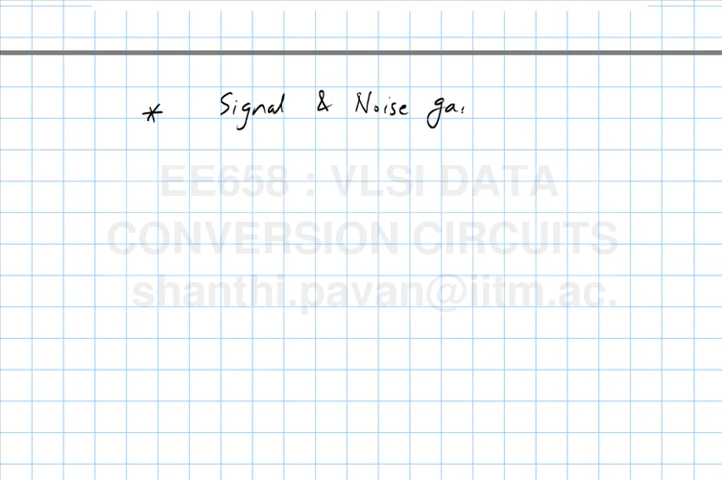 * Signal & Noise ga
EE658 : VLSI DATA
CONVERSION CIRCUITS
shanthi.pavan@iitm.ac.